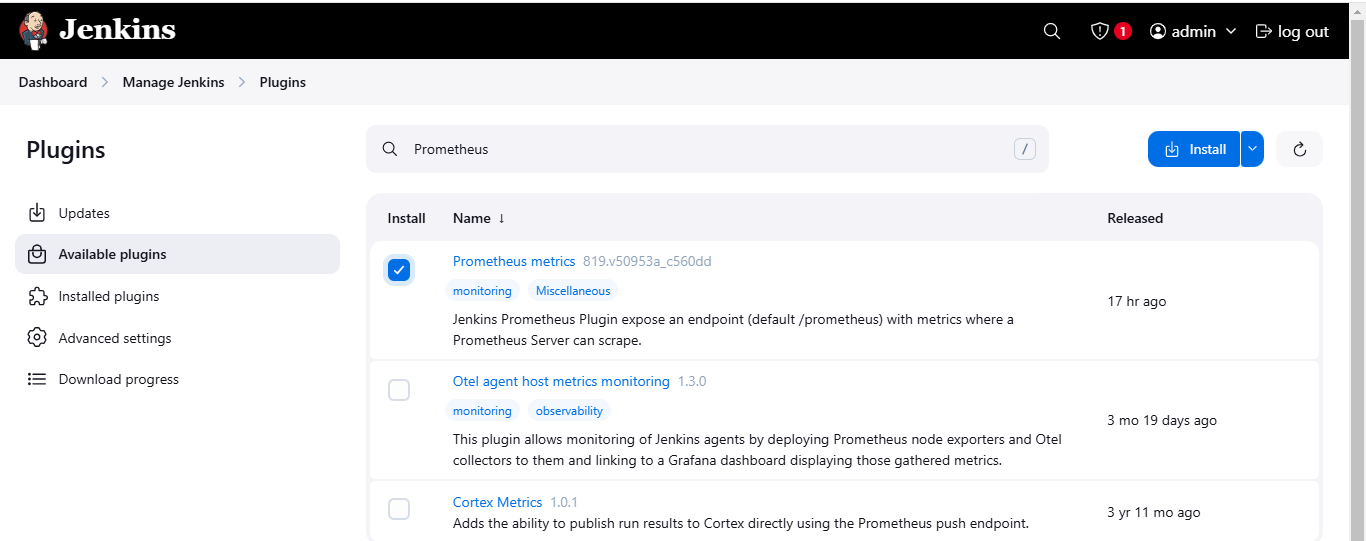 Jenkins
1
admin
log out
Dashboard
Manage Jenkins
Plugins
Plugins
Prometheus
/
Install
Updates
Available plugins
Installed plugins
Advanced settings
Download progress
Install
Name ↓
Released
Prometheus metrics 819.v50953a_c560dd
monitoring
Miscellaneous
Jenkins Prometheus Plugin expose an endpoint (default /prometheus) with metrics where a
Prometheus Server can scrape.
17 hr ago
Otel agent host metrics monitoring 1.3.0
monitoring
observability
This plugin allows monitoring of Jenkins agents by deploying Prometheus node exporters and Otel
collectors to them and linking to a Grafana dashboard displaying those gathered metrics.
3 mo 19 days ago
Cortex Metrics 1.0.1
Adds the ability to publish run results to Cortex directly using the Prometheus push endpoint.
3 yr 11 mo ago